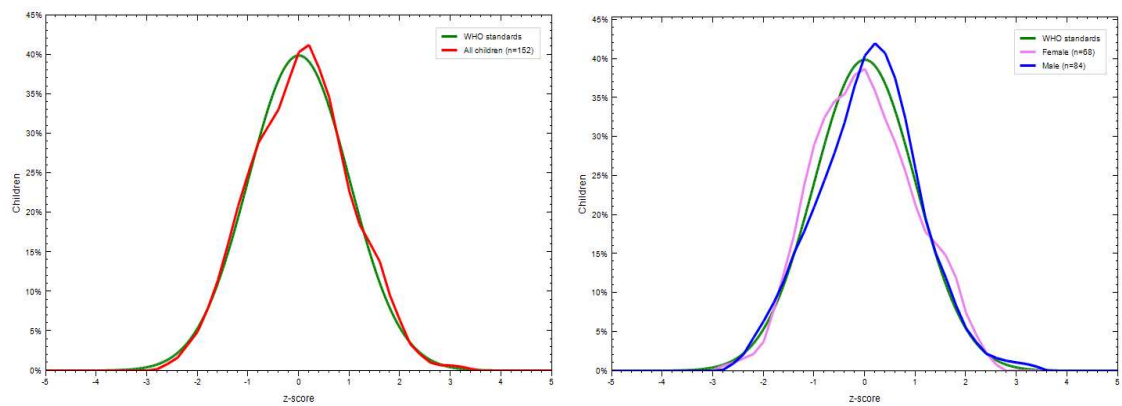 45%
40%
35%
30%
25%
20%
15%
10%
5%
0%
Children
WHO standards
All children (n=152)
-5 -4 -3 -2 -1 0 1 2 3 4 5
z-score
45%
40%
35%
30%
25%
20%
15%
10%
5%
0%
Children
WHO standards
Female (n=68)
Male (n=84)
-5 -4 -3 -2 -1 0 1 2 3 4 5
z-score